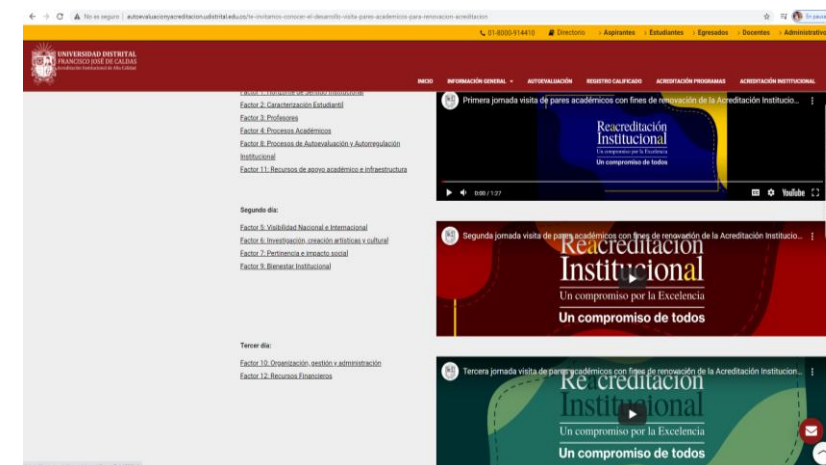 No es seguro | autoevaluacionyacreditacion.udistrital.edu.co/te-invitamos-conocer-el-desarrollo-visita-pares-academicos-para-renovacion-acreditacion
01-8000-914410 Directorio › Aspirantes › Estudiantes › Egresados › Docentes › Administrativo
UNIVERSIDAD DISTRITAL
FRANCISCO JOSÉ DE CALDAS
Acreditación Institucional de Alta Calidad
INICIO INFORMACIÓN GENERAL AUTOEVALUACIÓN REGISTRO CALIFICADO ACREDITACIÓN PROGRAMAS ACREDITACIÓN INSTITUCIONAL
Factor 2: Caracterización Estudiantil
Factor 3: Profesores
Factor 4: Procesos Académicos
Factor 8: Procesos de Autoevaluación y Autorregulación
Institucional
Factor 11: Recursos de apoyo académico e infraestructura
Segundo día:
Factor 5: Visibilidad Nacional e Internacional
Factor 6: Investigación, creación artísticas y cultural
Factor 7: Pertinencia e impacto social
Factor 9: Bienestar Institucional
Tercer día:
Factor 10: Organización, gestión y administración
Factor 12: Recursos Financieros
Primera jornada visita de pares académicos con fines de renovación de la Acreditación Institucio...
Reacreditación
Institucional
Un compromiso por la Excelencia
Un compromiso de todos
0:00 / 1:27
YouTube
Segunda jornada visita de pares académicos con fines de renovación de la Acreditación Institucio...
Reacreditación
Institucional
Un compromiso por la Excelencia
Un compromiso de todos
Tercera jornada visita de pares académicos con fines de renovación de la Acreditación Institucion...
Reacreditación
Institucional
Un compromiso por la Excelencia
Un compromiso de todos